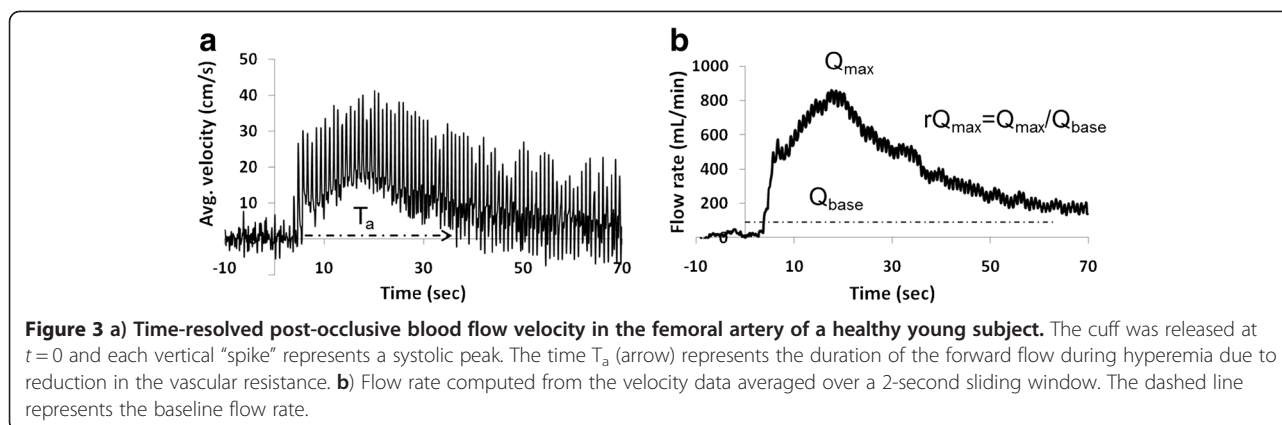 a
Avg. velocity (cm/s)
50
40
30
20
10
Tₐ
-10
10
30
50
70
Time (sec)
b
Flow rate (mL/min)
1000
800
600
400
200
0
Qmax
rQmax=Qmax/Qbase
Qbase
-10
10
30
50
70
Time (sec)
Figure 3 a) Time-resolved post-occlusive blood flow velocity in the femoral artery of a healthy young subject. The cuff was released at
t = 0 and each vertical “spike” represents a systolic peak. The time Tₐ (arrow) represents the duration of the forward flow during hyperemia due to
reduction in the vascular resistance. b) Flow rate computed from the velocity data averaged over a 2-second sliding window. The dashed line
represents the baseline flow rate.